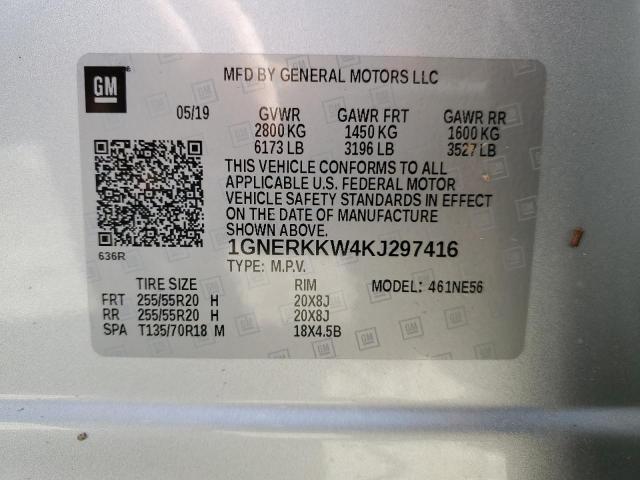 GM
MFD BY GENERAL MOTORS LLC
05/19 GVWR GAWR FRT GAWR RR
2800 KG 1450 KG 1600 KG
6173 LB 3196 LB 3527 LB
THIS VEHICLE CONFORMS TO ALL
APPLICABLE U.S. FEDERAL MOTOR
VEHICLE SAFETY STANDARDS IN EFFECT
ON THE DATE OF MANUFACTURE
SHOWN ABOVE.
636R
1GNERKKW4KJ297416
TYPE: M.P.V.
TIRE SIZE RIM MODEL: 461NE56
FRT 255/55R20 H 20X8J
RR 255/55R20 H 20X8J
SPA T135/70R18 M 18X4.5B